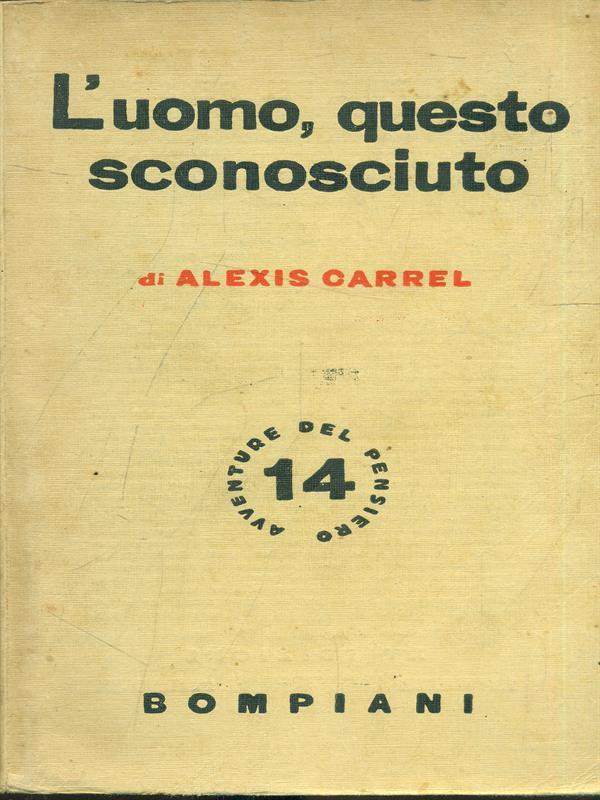 L'uomo, questo
sconosciuto
di ALEXIS CARREL
AVVENTURE DEL PENSIERO
14
BOMPIANI